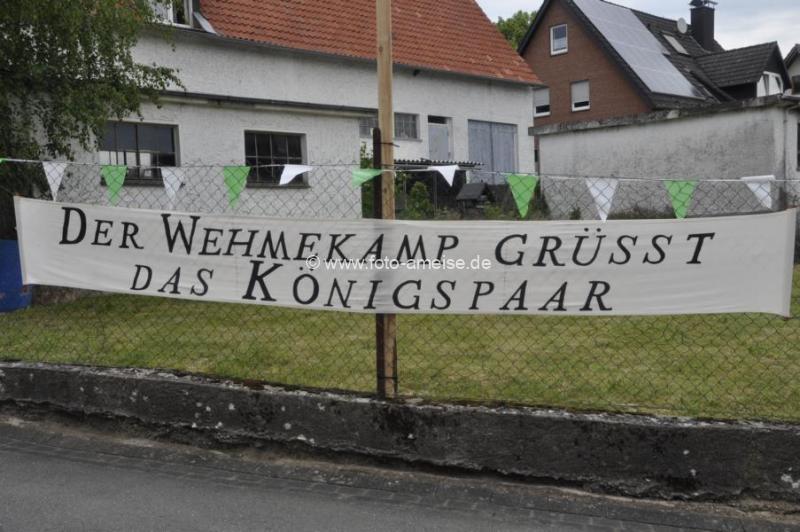 DER WEHMEKAMP GRÜSST
DAS KÖNIGSPAAR
© www.foto-ameise.de